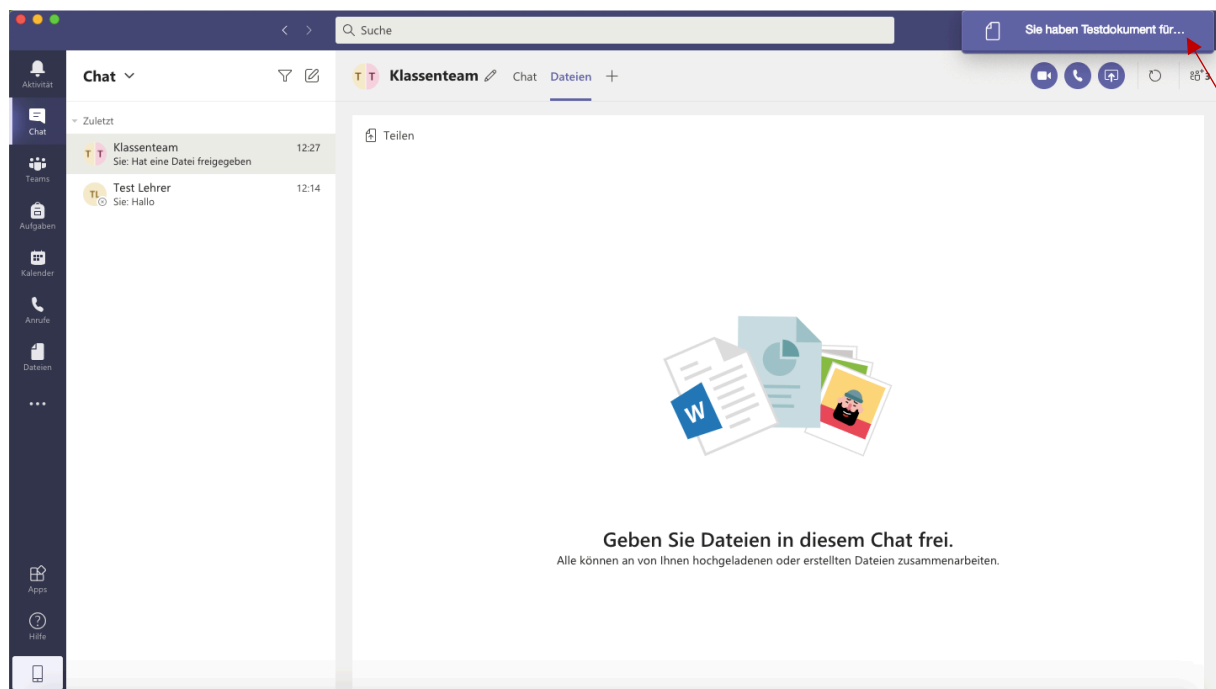 Suche
Sie haben Testdokument für...
Aktivität
Chat
Teams
Aufgaben
Kalender
Anrufe
Dateien
Apps
Hilfe
Chat
Zuletzt
T T Klassenteam 12:27
Sie: Hat eine Datei freigegeben
TL Test Lehrer 12:14
Sie: Hallo
T T Klassenteam Chat Dateien
3
Teilen
W
Geben Sie Dateien in diesem Chat frei.
Alle können an von Ihnen hochgeladenen oder erstellten Dateien zusammenarbeiten.